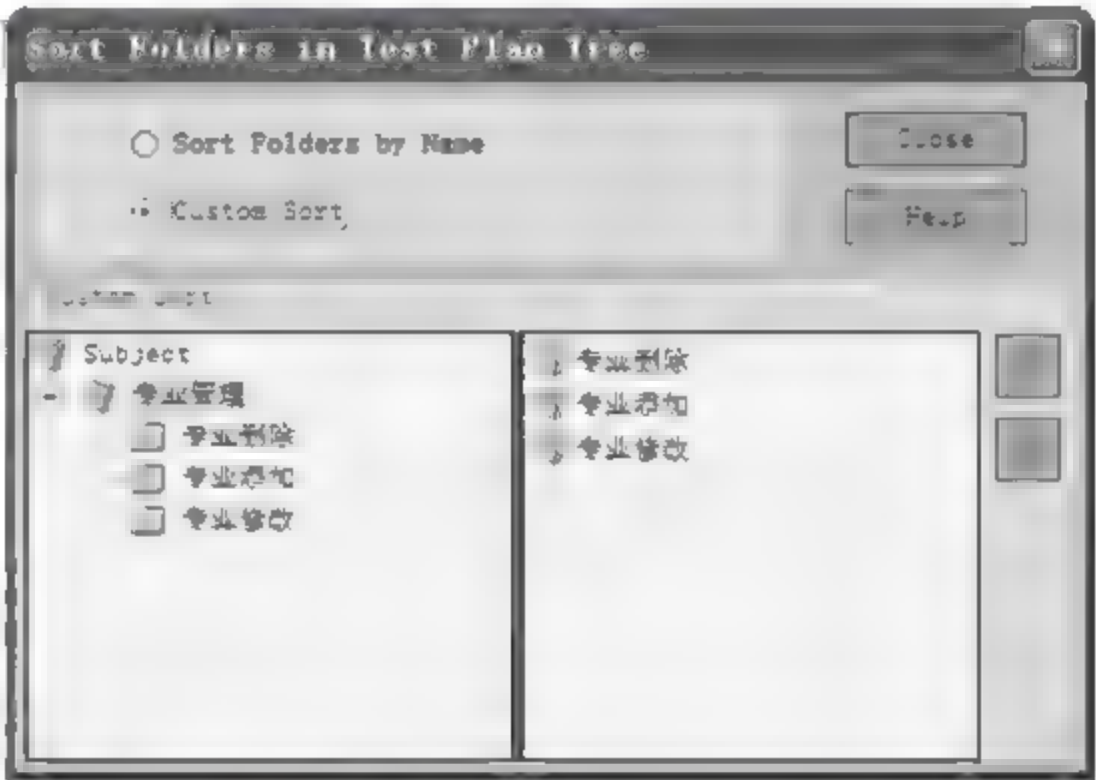 Sort Folders in Test Plan Tree
Sort Folders by Name
Close
Custom Sort
Help
Custom Sort
Subject
专业管理
专业删除
专业添加
专业修改
专业删除
专业添加
专业修改